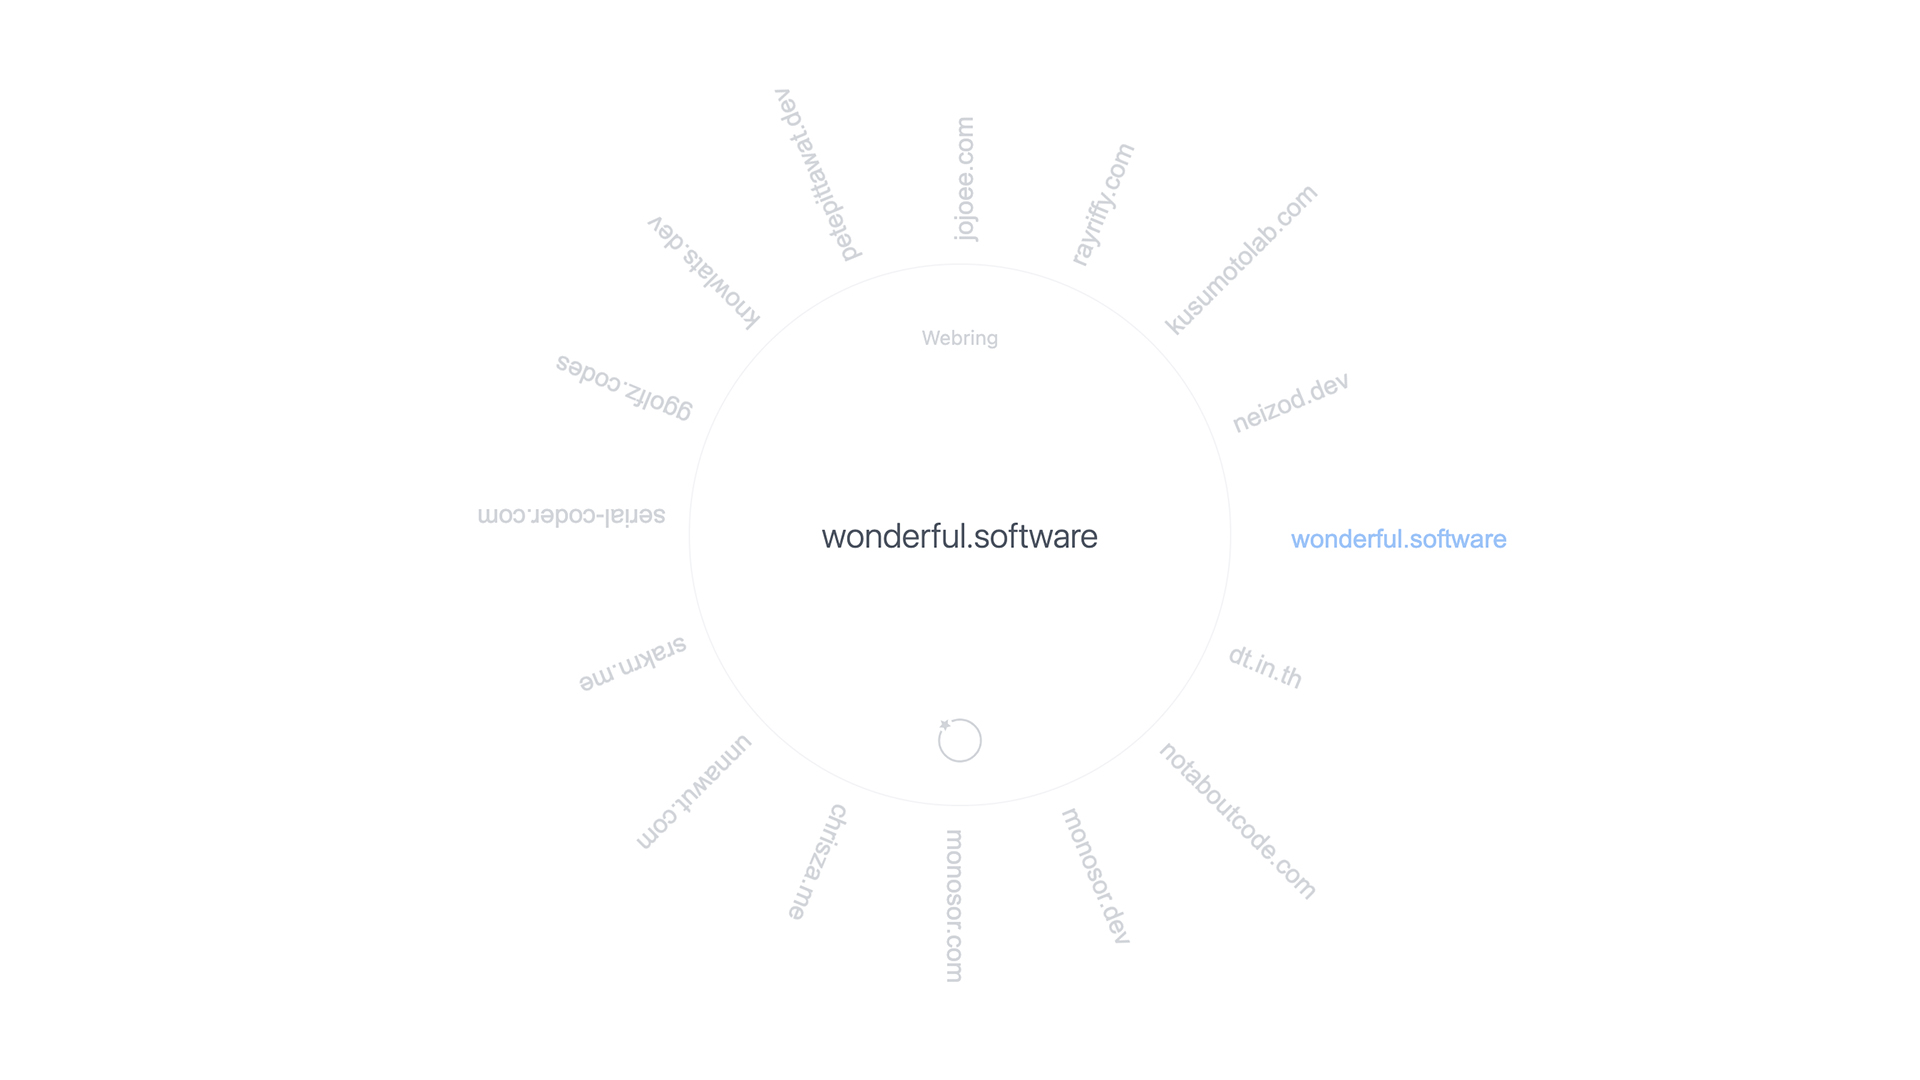 petepittawat.dev
jojoee.com
rayriffy.com
kusumotolab.com
knowlats.dev
Webring
ggolfz.codes
neizod.dev
serial-coder.com
wonderful.software
wonderful.software
srakrn.me
dt.in.th
unnawut.com
notaboutcode.com
chrisza.me
monosor.com
monosor.dev